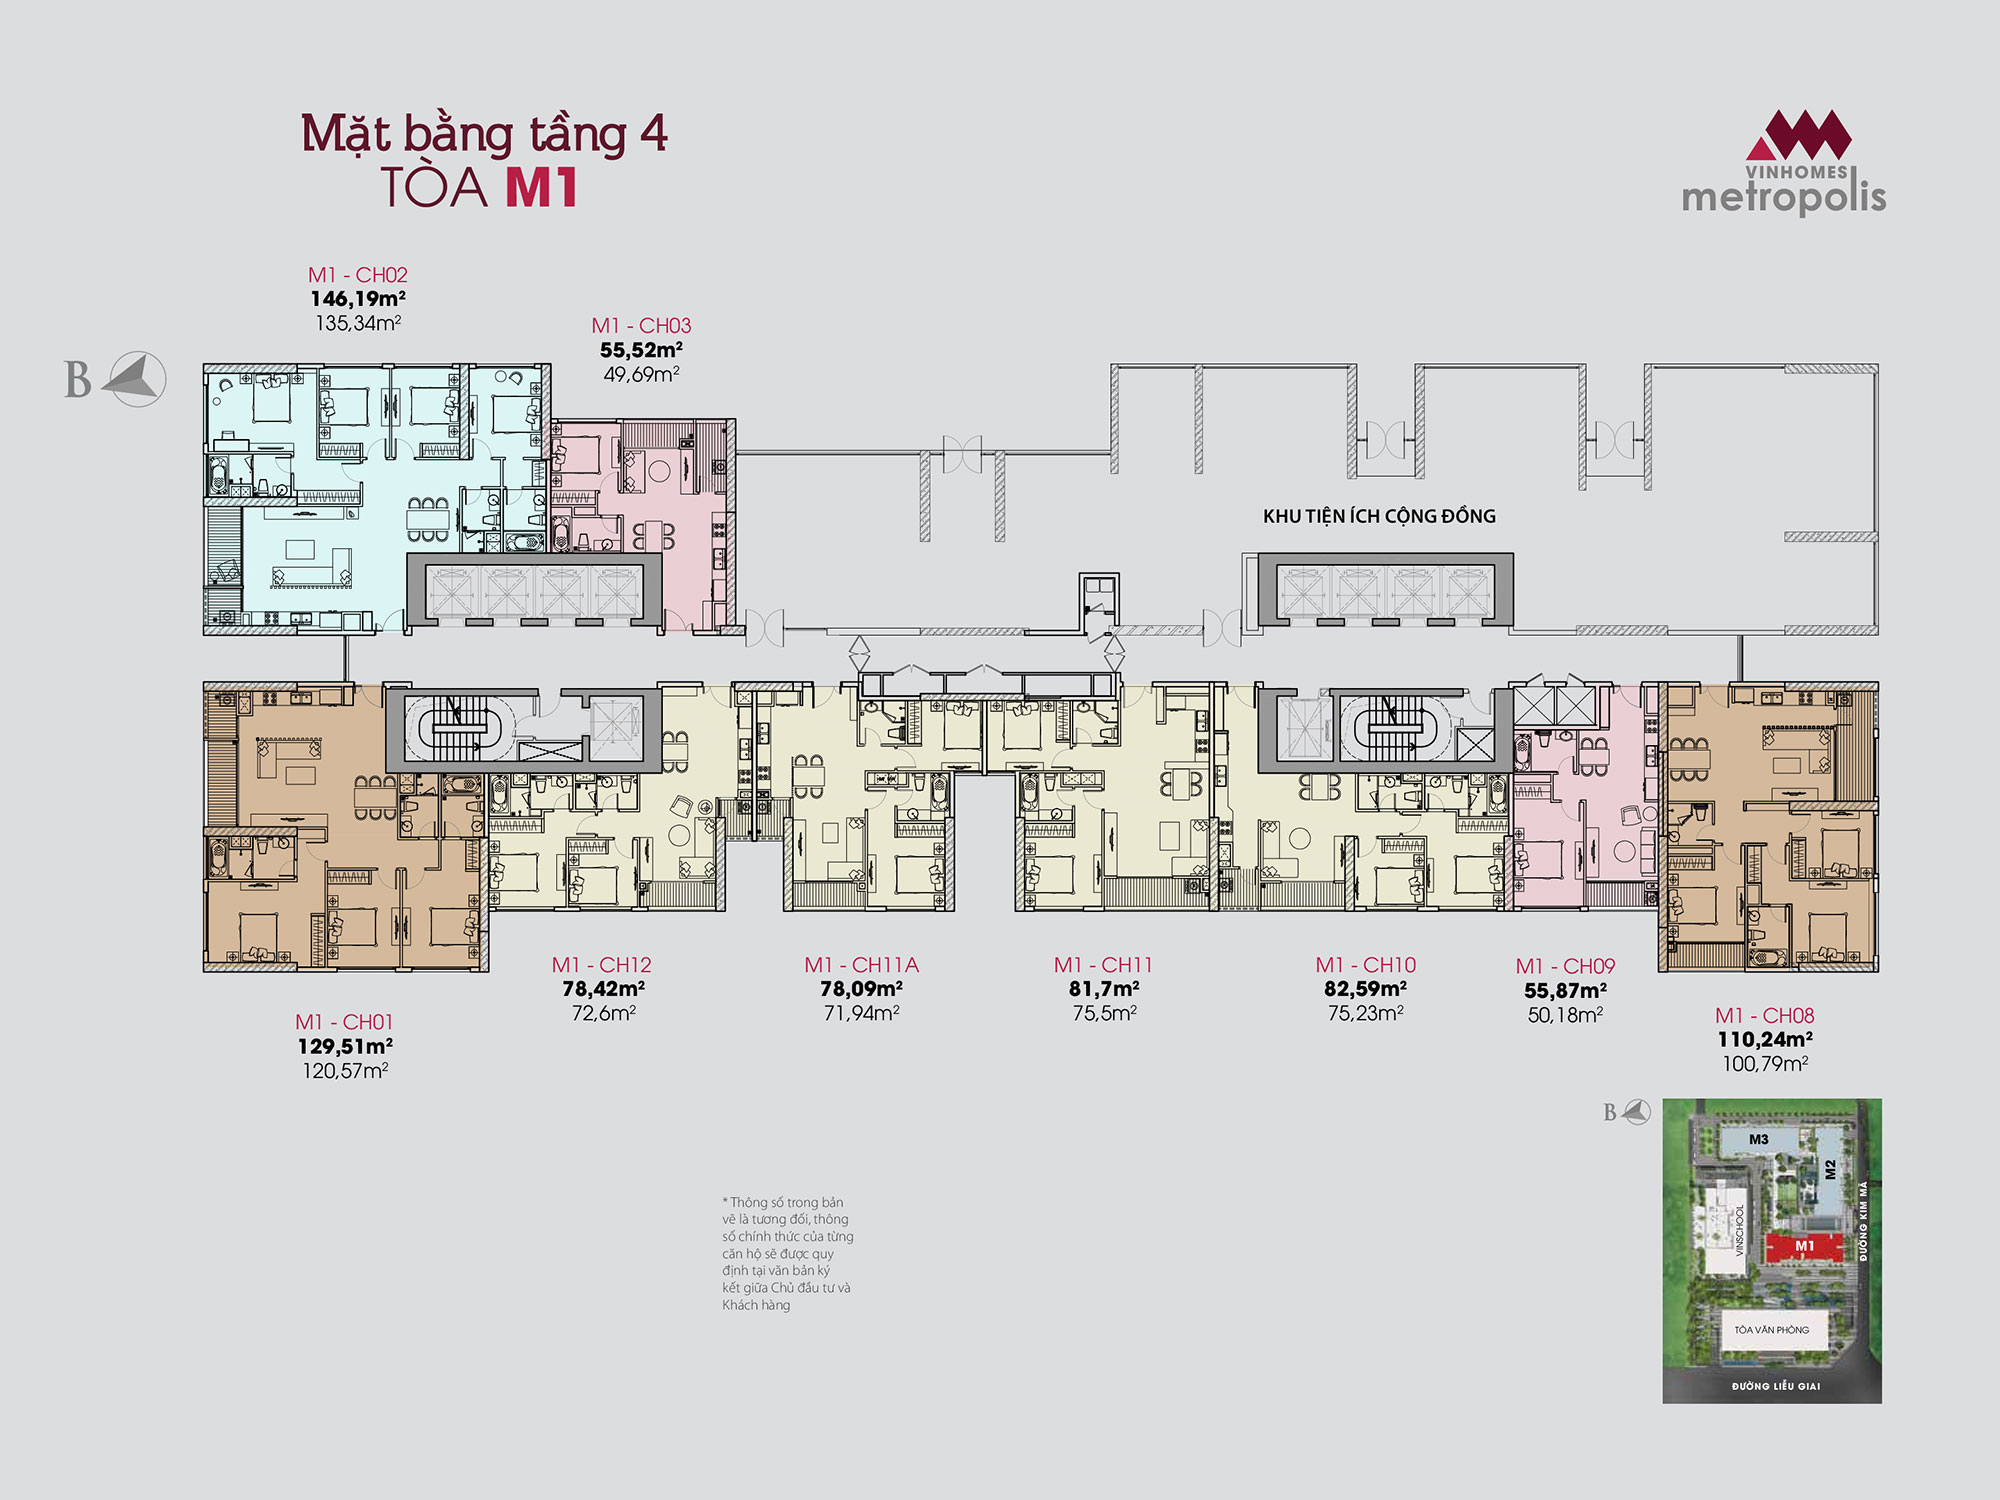 Mặt bằng tầng 4
TÒA M1
VINHOMES
metropolis
M1 - CH02
146,19m²
135,34m²
M1 - CH03
55,52m²
49,69m²
B
KHU TIỆN ÍCH CỘNG ĐỒNG
M1 - CH12
78,42m²
72,6m²
M1 - CH11A
78,09m²
71,94m²
M1 - CH11
81,7m²
75,5m²
M1 - CH10
82,59m²
75,23m²
M1 - CH09
55,87m²
50,18m²
M1 - CH01
129,51m²
120,57m²
M1 - CH08
110,24m²
100,79m²
B
M3
M2
VINSCHOOL
M1
ĐƯỜNG KIM MÃ
TÒA VĂN PHÒNG
ĐƯỜNG LIỄU GIAI
* Thông số trong bản
vẽ là tương đối, thông
số chính thức của từng
căn hộ sẽ được quy
định tại văn bản ký
kết giữa Chủ đầu tư và
Khách hàng